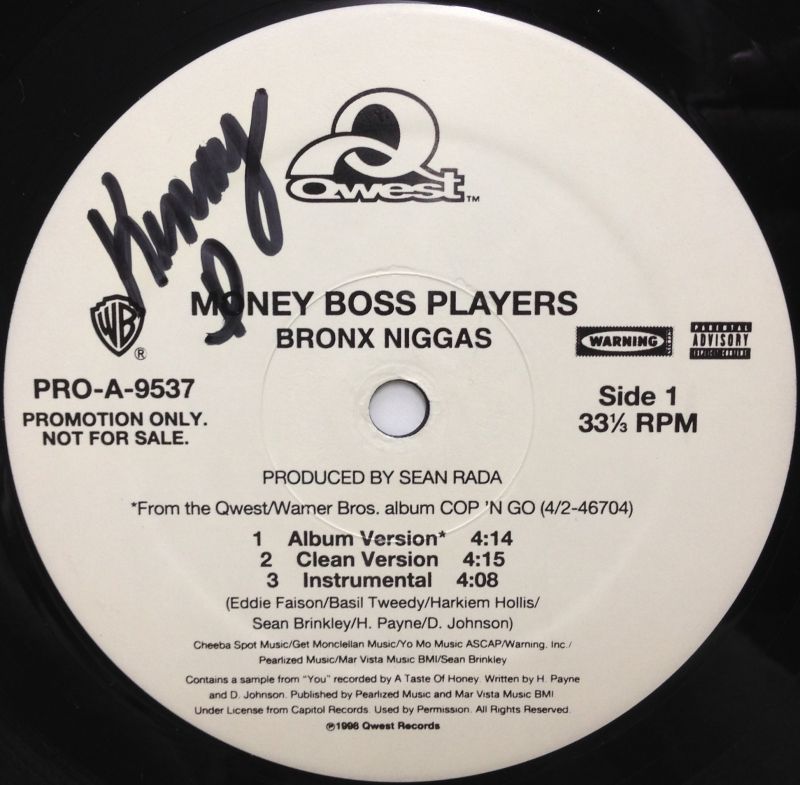 Qwest™
Kenny
D
WB
®
MONEY BOSS PLAYERS
BRONX NIGGAS
WARNING
PARENTAL
ADVISORY
EXPLICIT CONTENT
PRO-A-9537
PROMOTION ONLY.
NOT FOR SALE.
Side 1
33⅓ RPM
PRODUCED BY SEAN RADA
*From the Qwest/Warner Bros. album COP 'N GO (4/2-46704)
1 Album Version* 4:14
2 Clean Version 4:15
3 Instrumental 4:08
(Eddie Faison/Basil Tweedy/Harkiem Hollis/
Sean Brinkley/H. Payne/D. Johnson)
Cheeba Spot Music/Get Monclellan Music/Yo Mo Music ASCAP/Warning. Inc./
Pearlized Music/Mar Vista Music BMI/Sean Brinkley
Contains a sample from "You" recorded by A Taste Of Honey. Written by H. Payne
and D. Johnson. Published by Pearlized Music and Mar Vista Music BMI
Under License from Capitol Records. Used by Permission. All Rights Reserved.
℗1998 Qwest Records